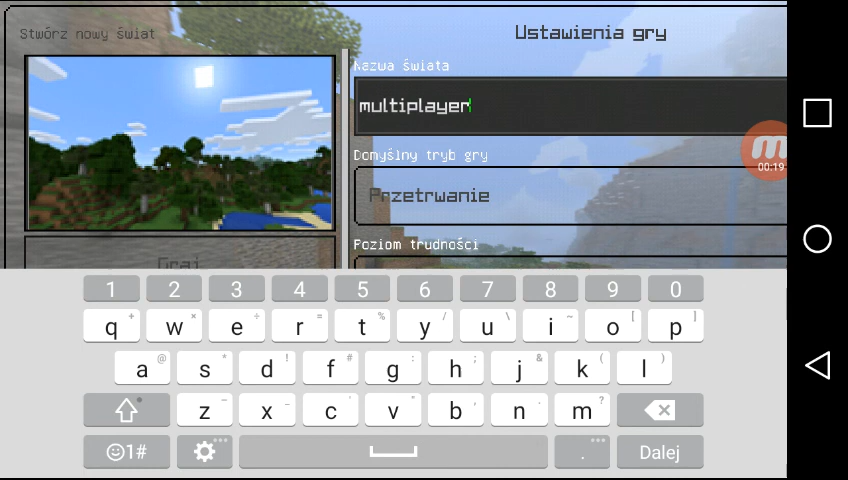 Stwórz nowy świat
Ustawienia gry
Nazwa świata
multiplayer
00:19
Domyślny tryb gry
Przetrwanie
Poziom trudności
Graj
1 2 3 4 5 6 7 8 9 0
q + w × e ÷ r = t % y / u \ i ~ o [ p ]
a @ s * d ! f # g : h ; j & k ( l )
z x c v b n m ?
1# . Dalej